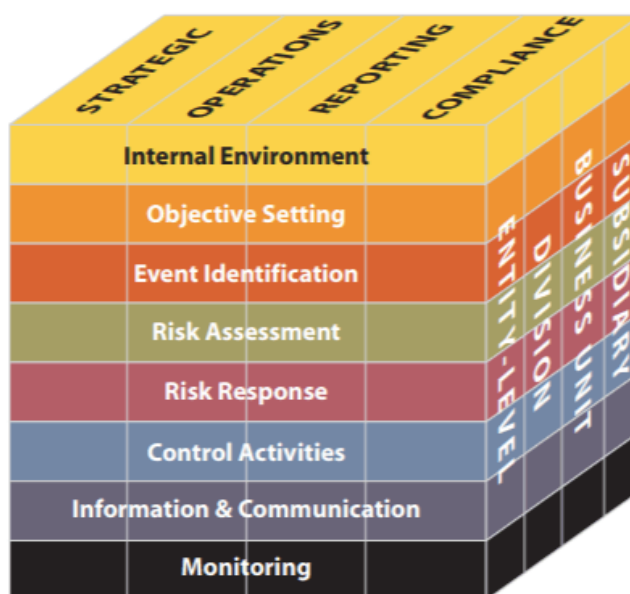 STRATEGIC
OPERATIONS
REPORTING
COMPLIANCE
Internal Environment
Objective Setting
Event Identification
Risk Assessment
Risk Response
Control Activities
Information & Communication
Monitoring
ENTITY-LEVEL
DIVISION
BUSINESS UNIT
SUBSIDIARY